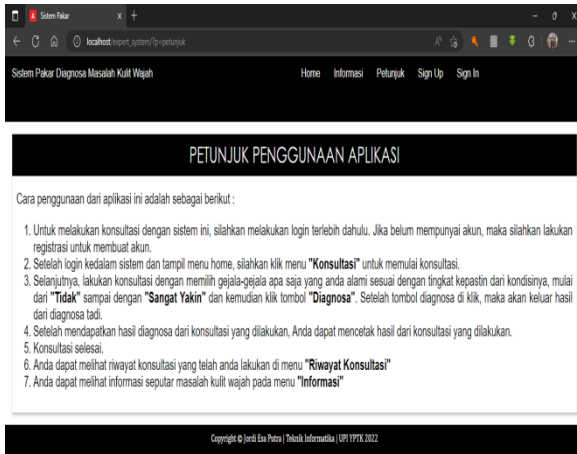 Sistem Pakar
localhost/expert_system/?p=petunjuk
Sistem Pakar Diagnosa Masalah Kulit Wajah Home Informasi Petunjuk Sign Up Sign In
PETUNJUK PENGGUNAAN APLIKASI
Cara penggunaan dari aplikasi ini adalah sebagai berikut :
1. Untuk melakukan konsultasi dengan sistem ini, silahkan melakukan login terlebih dahulu. Jika belum mempunyai akun, maka silahkan lakukan
registrasi untuk membuat akun.
2. Setelah login kedalam sistem dan tampil menu home, silahkan klik menu "Konsultasi" untuk memulai konsultasi.
3. Selanjutnya, lakukan konsultasi dengan memilih gejala-gejala apa saja yang anda alami sesuai dengan tingkat kepastin dari kondisinya, mulai
dari "Tidak" sampai dengan "Sangat Yakin" dan kemudian klik tombol "Diagnosa". Setelah tombol diagnosa di klik, maka akan keluar hasil
dari diagnosa tadi.
4. Setelah mendapatkan hasil diagnosa dari konsultasi yang dilakukan, Anda dapat mencetak hasil dari konsultasi yang dilakukan.
5. Konsultasi selesai.
6. Anda dapat melihat riwayat konsultasi yang telah anda lakukan di menu "Riwayat Konsultasi"
7. Anda dapat melihat informasi seputar masalah kulit wajah pada menu "Informasi"
Copyright @ Jordi Esa Putra | Teknik Informatika | UPI YPTK 2022